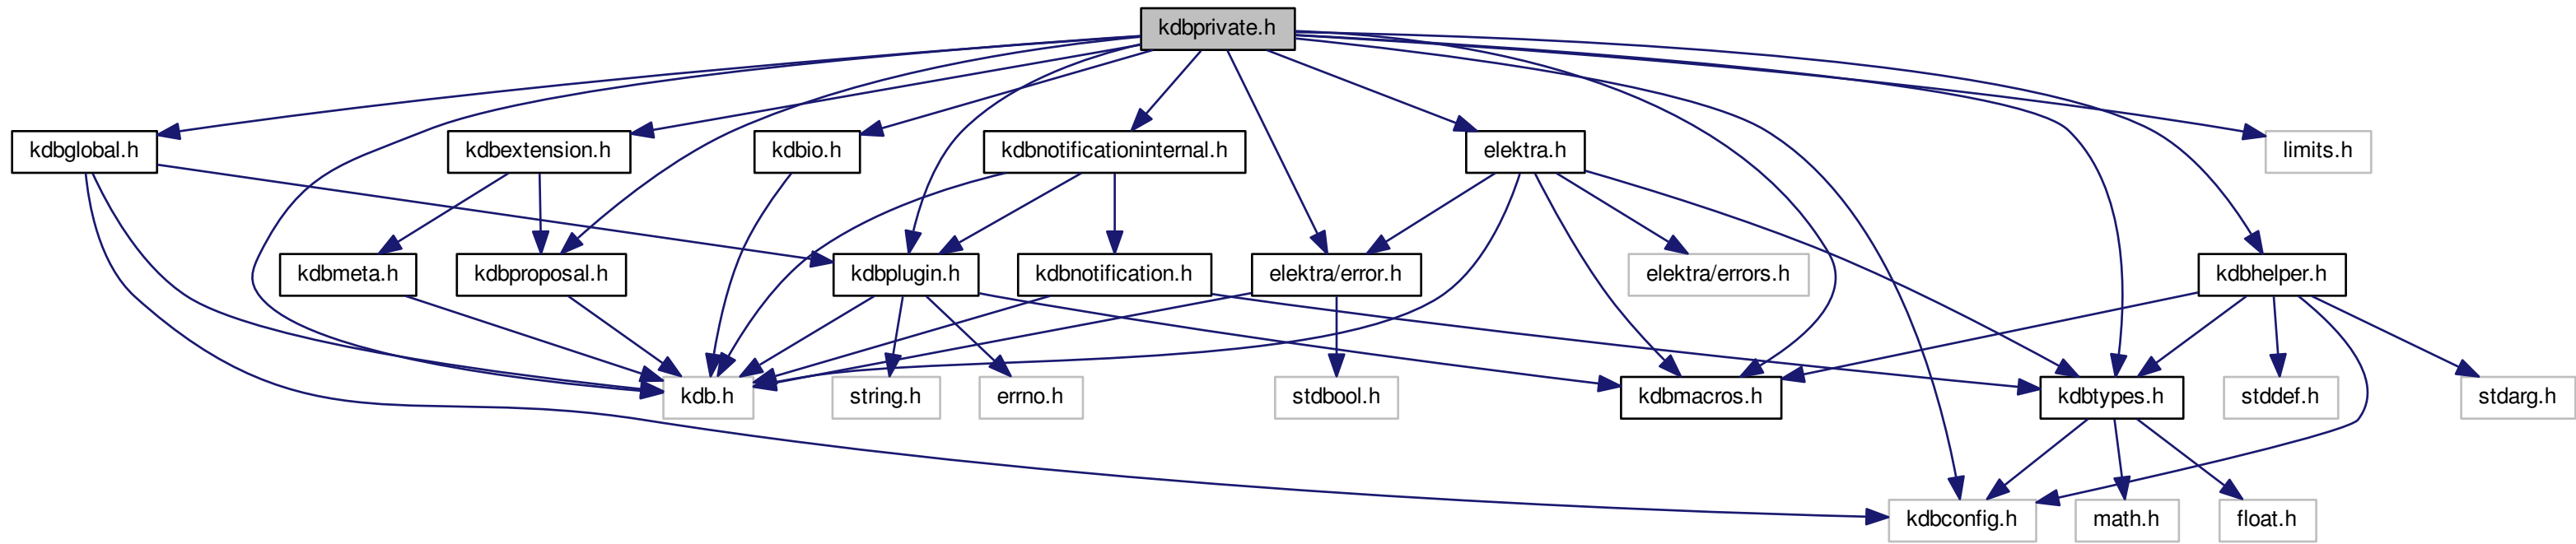 kdbprivate.h
kdbglobal.h
kdbextension.h
kdbio.h
kdbnotificationinternal.h
elektra.h
limits.h
kdbmeta.h
kdbproposal.h
kdbplugin.h
kdbnotification.h
elektra/error.h
elektra/errors.h
kdbhelper.h
kdb.h
string.h
errno.h
stdbool.h
kdbmacros.h
kdbtypes.h
stddef.h
stdarg.h
kdbconfig.h
math.h
float.h